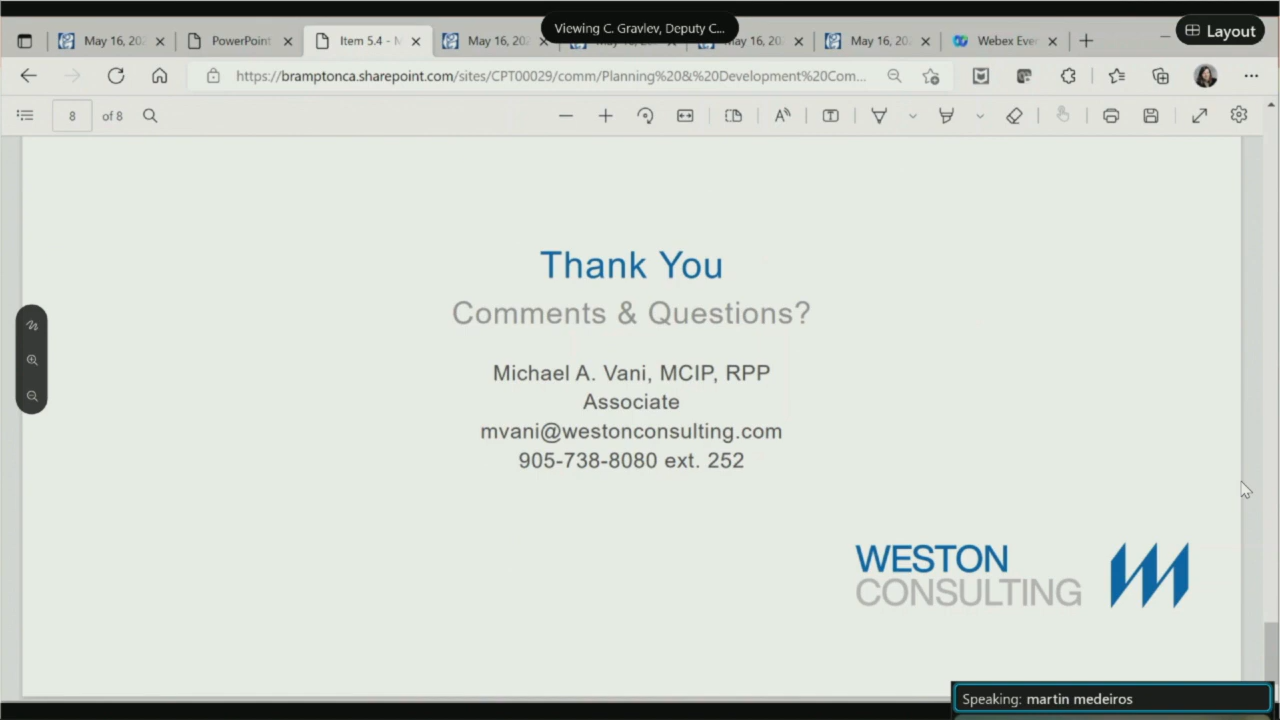 Viewing C. Gravlev, Deputy C...
Layout
May 16, 20
PowerPoint
Item 5.4 - M
May 16, 202
May 16, 202
May 16, 20
Webex Eve
https://bramptonca.sharepoint.com/sites/CPT00029/comm/Planning%20&%20Development%20Com...
8 of 8
Thank You
Comments & Questions?
Michael A. Vani, MCIP, RPP
Associate
mvani@westonconsulting.com
905-738-8080 ext. 252
WESTON
CONSULTING
Speaking: martin medeiros